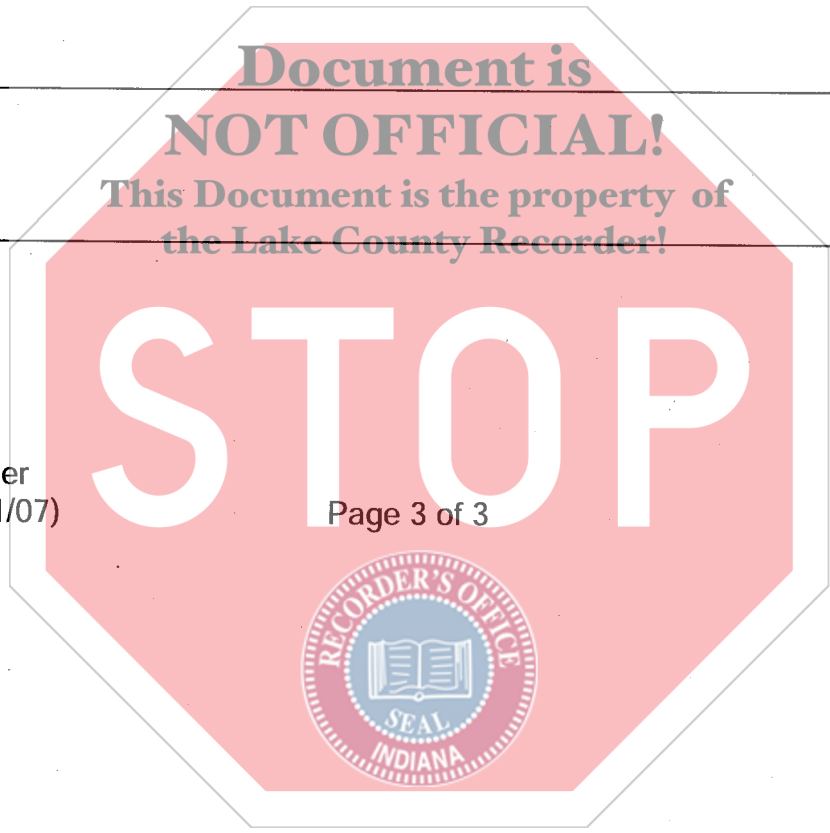 Document is
NOT OFFICIAL!
This Document is the property of
the Lake County Recorder!
STOP
er
/07)
Page 3 of 3
RECORDER'S OFFICE
SEAL
INDIANA